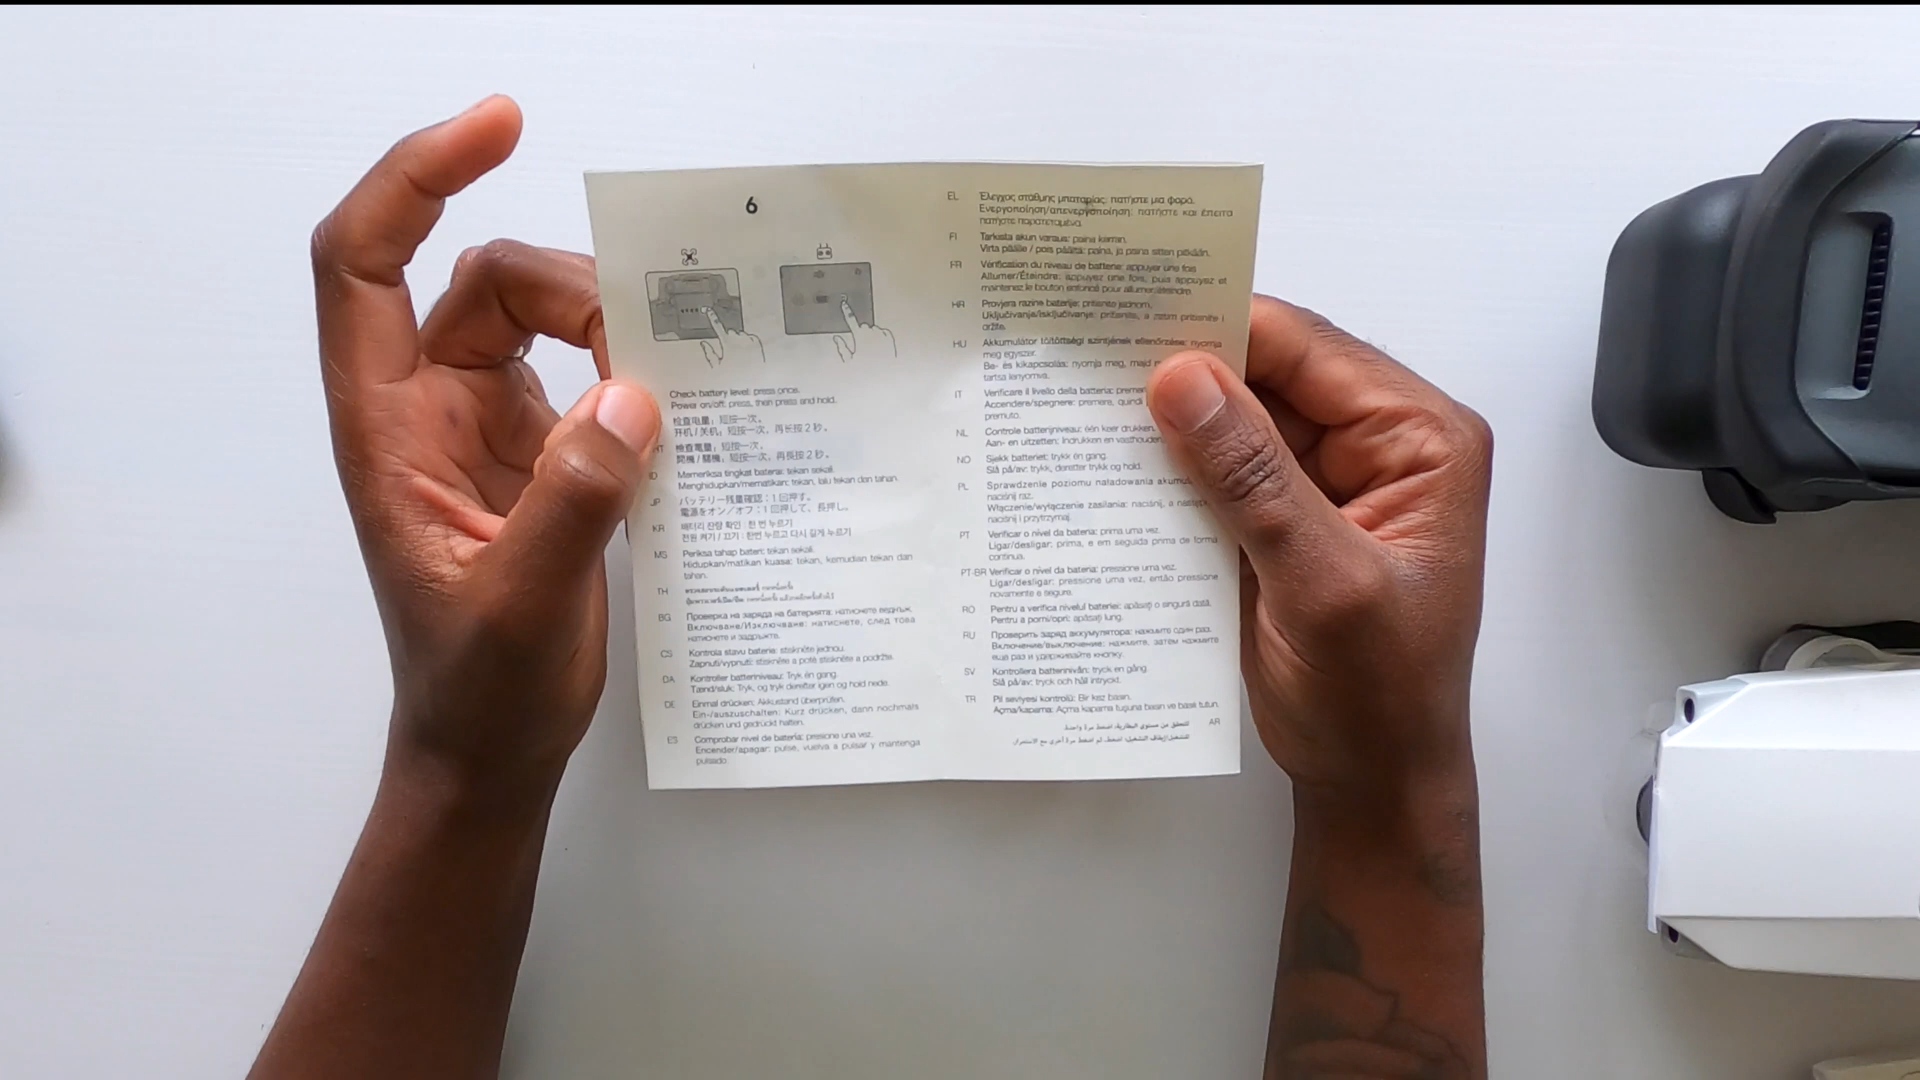 6
Check battery level: press once.
Power on/off: press, then press and hold.
检查电量：短按一次。
开机 / 关机：短按一次，再长按 2 秒。
HT 檢查電量：短按一次。
開機 / 關機：短按一次，再長按 2 秒。
ID Memeriksa tingkat baterai: tekan sekali.
Menghidupkan/mematikan: tekan, lalu tekan dan tahan.
JP バッテリー残量確認：1 回押す。
電源をオン／オフ：1 回押して、長押し。
KR 배터리 잔량 확인 : 한 번 누르기
전원 켜기 / 끄기 : 한번 누르고 다시 길게 누르기
MS Periksa tahap bateri: tekan sekali.
Hidupkan/matikan kuasa: tekan, kemudian tekan dan
tahan.
TH
BG Проверка на заряда на батерията: натиснете веднъж.
Включване/Изключване: натиснете, след това
натиснете и задръжте.
CS Kontrola stavu baterie: stiskněte jednou.
Zapnutí/vypnutí: stiskněte a poté stiskněte a podržte.
DA Kontroller batteriniveau: Tryk én gang.
Tænd/sluk: Tryk, og tryk derefter igen og hold nede.
DE Einmal drücken: Akkustand überprüfen.
Ein-/auszuschalten: Kurz drücken, dann nochmals
drücken und gedrückt halten.
ES Comprobar nivel de batería: presione una vez.
Encender/apagar: pulse, vuelva a pulsar y mantenga
pulsado.
EL Έλεγχος στάθμης μπαταρίας: πατήστε μια φορά.
Ενεργοποίηση/απενεργοποίηση: πατήστε και έπειτα
πατήστε παρατεταμένα.
FI Tarkista akun varaus: paina kerran.
Virta päälle / pois päältä: paina, ja paina sitten pitkään.
FR Vérification du niveau de batterie: appuyer une fois
Allumer/Éteindre: appuyez une fois, puis appuyez et
maintenez le bouton enfoncé pour allumer/éteindre.
HR Provjera razine baterije: pritisnite jednom.
Uključivanje/isključivanje: pritisnite, a zatim pritisnite i
držite.
HU Akkumulátor töltöttségi szintjének ellenőrzése: nyomja
meg egyszer.
Be- és kikapcsolás: nyomja meg, majd
tartsa lenyomva.
IT Verificare il livello della batteria:
Accendere/spegnere: premere, quindi
premuto.
NL Controle batterijniveau: één keer drukken.
Aan- en uitzetten: Indrukken en vasthouden
NO Sjekk batteriet: trykk én gang.
Slå på/av: trykk, deretter trykk og hold.
PL Sprawdzenie poziomu naładowania
naciśnij raz.
Włączenie/wyłączenie zasilania: naciśnij, a
naciśnij i przytrzymaj.
PT Verificar o nível da bateria: prima uma vez.
Ligar/desligar: prima, e em seguida prima de forma
contínua.
PT-BR Verificar o nível da bateria: pressione uma vez.
Ligar/desligar: pressione uma vez, então pressione
novamente e segure.
RO Pentru a verifica nivelul bateriei: apăsați o singură dată.
Pentru a porni/opri: apăsați lung.
RU Проверить заряд аккумулятора: нажмите один раз.
Включение/выключение: нажмите, затем нажмите
еще раз и удерживайте кнопку.
SV Kontrollera batterinivån: tryck en gång.
Slå på/av: tryck och håll intryckt.
TR Pil seviyesi kontrolü: Bir kez basın.
Açma/kapama: Açma kapama tuşuna basın ve basılı tutun.
AR للتحقق من مستوى البطارية، اضغط مرة واحدة
للتشغيل/إيقاف التشغيل: اضغط، ثم اضغط مرة أخرى مع الاستمرار